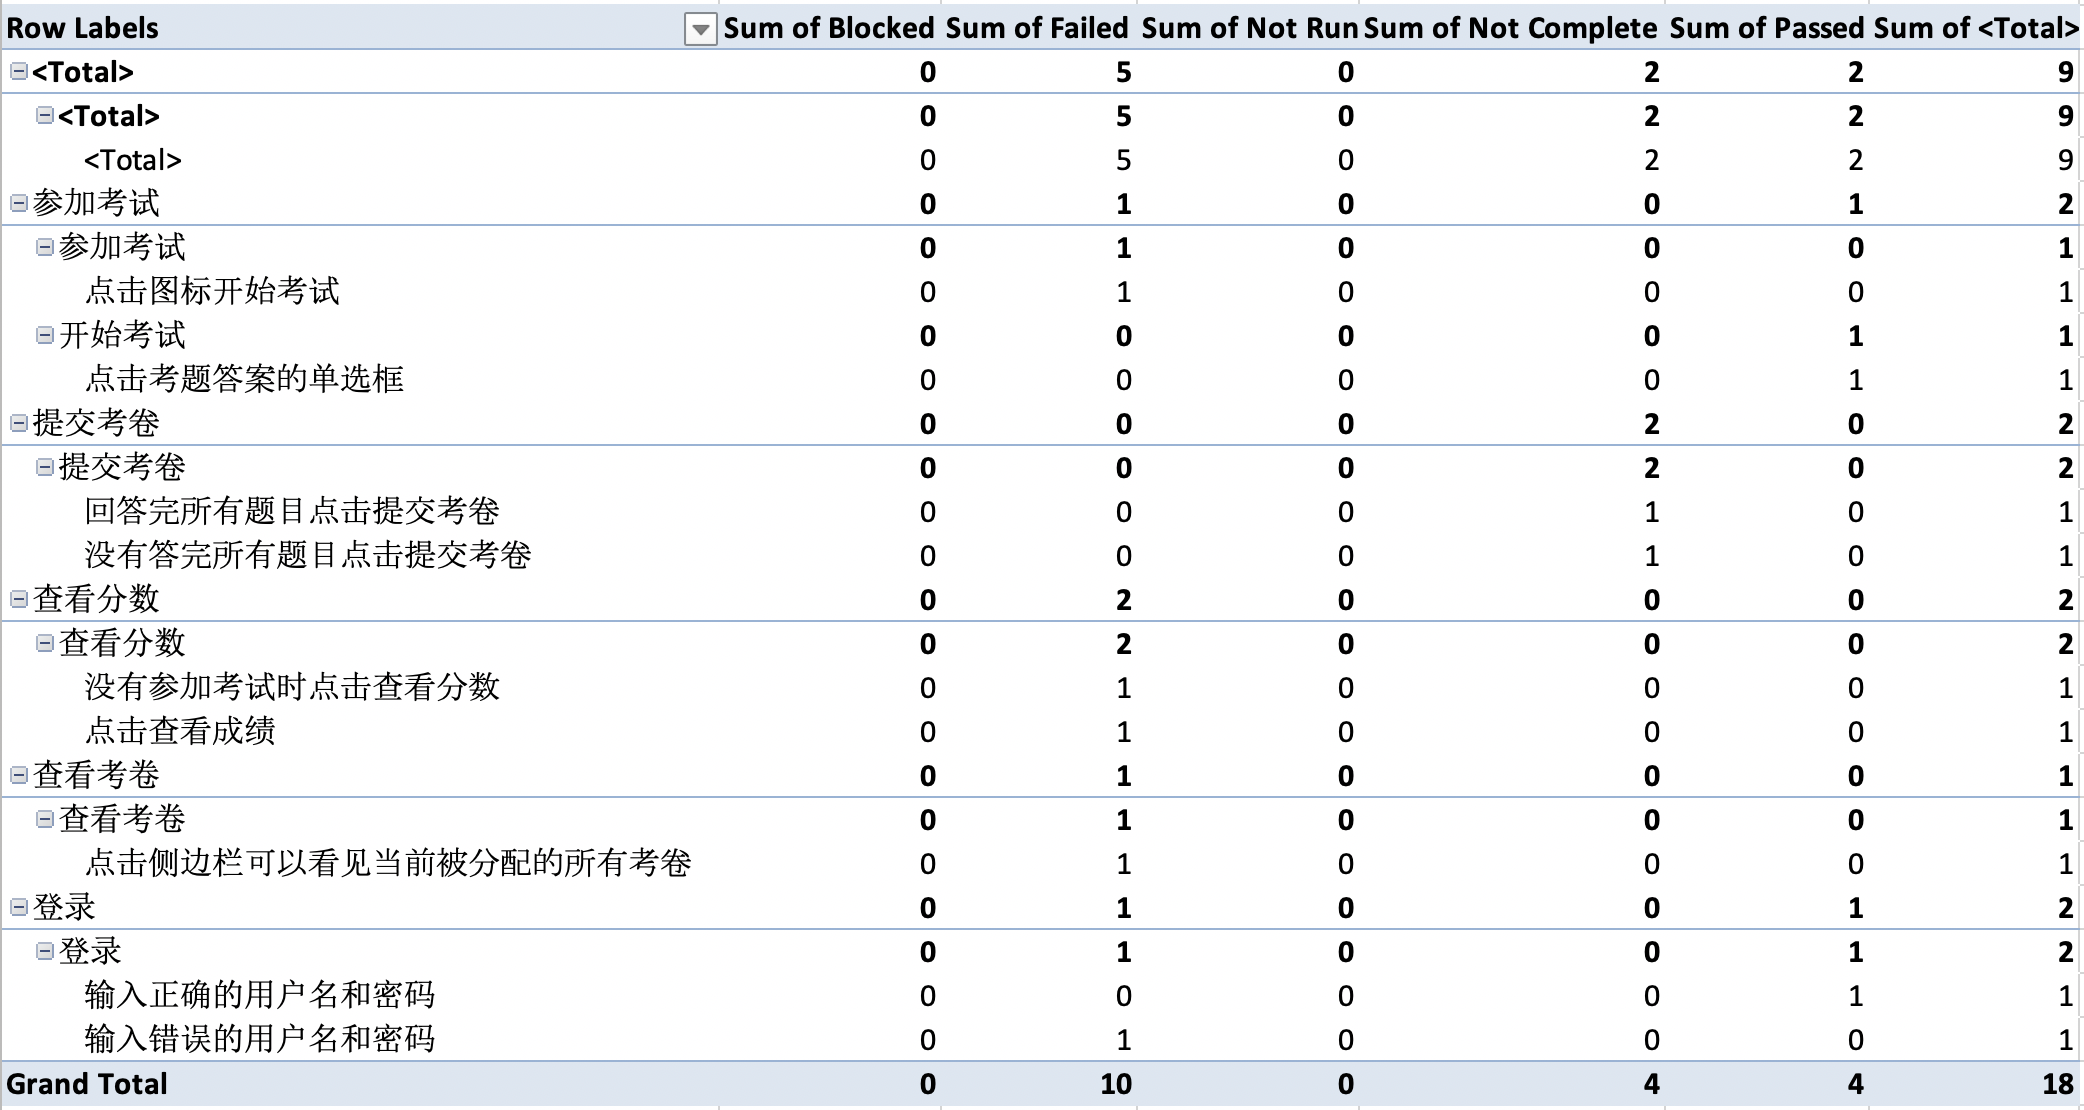 Row Labels Sum of Blocked Sum of Failed Sum of Not Run Sum of Not Complete Sum of Passed Sum of <Total>
<Total> 0 5 0 2 2 9
<Total> 0 5 0 2 2 9
<Total> 0 5 0 2 2 9
参加考试 0 1 0 0 1 2
参加考试 0 1 0 0 0 1
点击图标开始考试 0 1 0 0 0 1
开始考试 0 0 0 0 1 1
点击考题答案的单选框 0 0 0 0 1 1
提交考卷 0 0 0 2 0 2
提交考卷 0 0 0 2 0 2
回答完所有题目点击提交考卷 0 0 0 1 0 1
没有答完所有题目点击提交考卷 0 0 0 1 0 1
查看分数 0 2 0 0 0 2
查看分数 0 2 0 0 0 2
没有参加考试时点击查看分数 0 1 0 0 0 1
点击查看成绩 0 1 0 0 0 1
查看考卷 0 1 0 0 0 1
查看考卷 0 1 0 0 0 1
点击侧边栏可以看见当前被分配的所有考卷 0 1 0 0 0 1
登录 0 1 0 0 1 2
登录 0 1 0 0 1 2
输入正确的用户名和密码 0 0 0 0 1 1
输入错误的用户名和密码 0 1 0 0 0 1
Grand Total 0 10 0 4 4 18